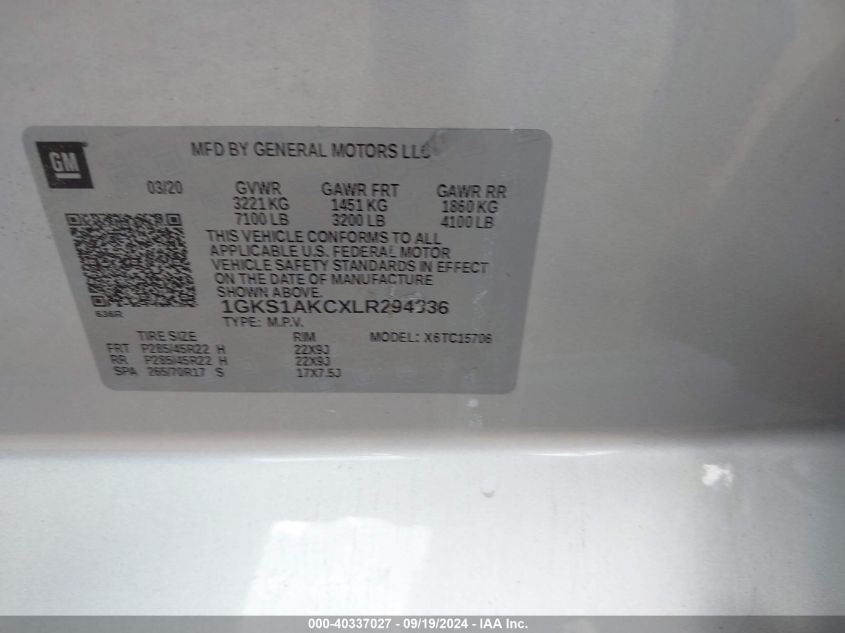 GM
MFD BY GENERAL MOTORS LLC
03/20 GVWR GAWR FRT GAWR RR
3221 KG 1451 KG 1860 KG
7100 LB 3200 LB 4100 LB
THIS VEHICLE CONFORMS TO ALL
APPLICABLE U.S. FEDERAL MOTOR
VEHICLE SAFETY STANDARDS IN EFFECT
ON THE DATE OF MANUFACTURE
SHOWN ABOVE.
636R
1GKS1AKCXLR294336
TYPE: M.P.V.
TIRE SIZE RIM MODEL: X6TC15706
FRT P285/45R22 H 22X9J
RR P285/45R22 H 22X9J
SPA 265/70R17 S 17X7.5J
000-40337027 - 09/19/2024 - IAA Inc.